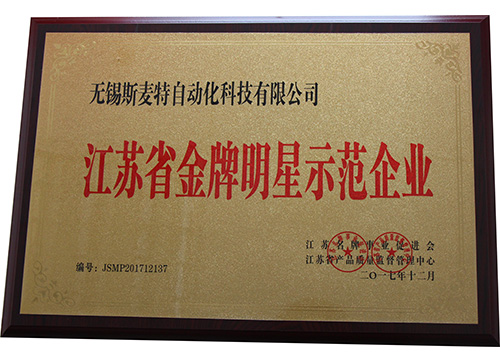 无锡斯麦特自动化科技有限公司
江苏省金牌明星示范企业
江苏名牌事业促进会
江苏省产品质量监督管理中心
编号：JSMP201712137
二〇一七年十二月